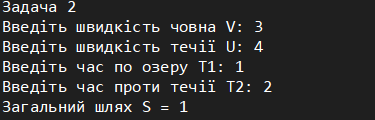 Задача 2
Введіть швидкість човна V: 3
Введіть швидкість течії U: 4
Введіть час по озеру T1: 1
Введіть час проти течії T2: 2
Загальний шлях S = 1